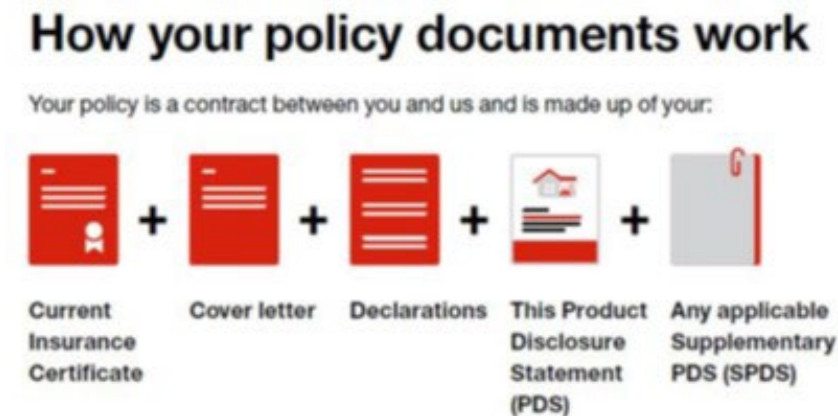 How your policy documents work
Your policy is a contract between you and us and is made up of your:
+ + + +
Current
Insurance
Certificate
Cover letter
Declarations
This Product
Disclosure
Statement
(PDS)
Any applicable
Supplementary
PDS (SPDS)